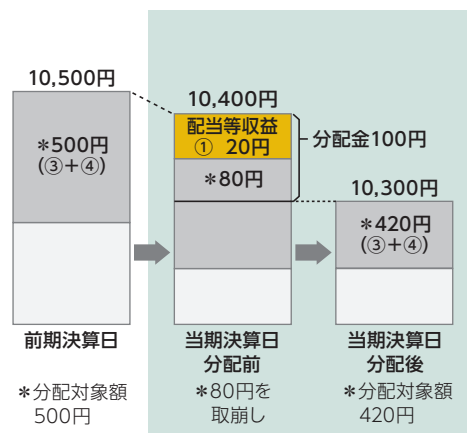 10,500円
*500円
(③+④)
前期決算日
*分配対象額
500円
10,400円
配当等収益
① 20円
*80円
分配金100円
当期決算日
分配前
*80円を
取崩し
10,300円
*420円
(③+④)
当期決算日
分配後
*分配対象額
420円